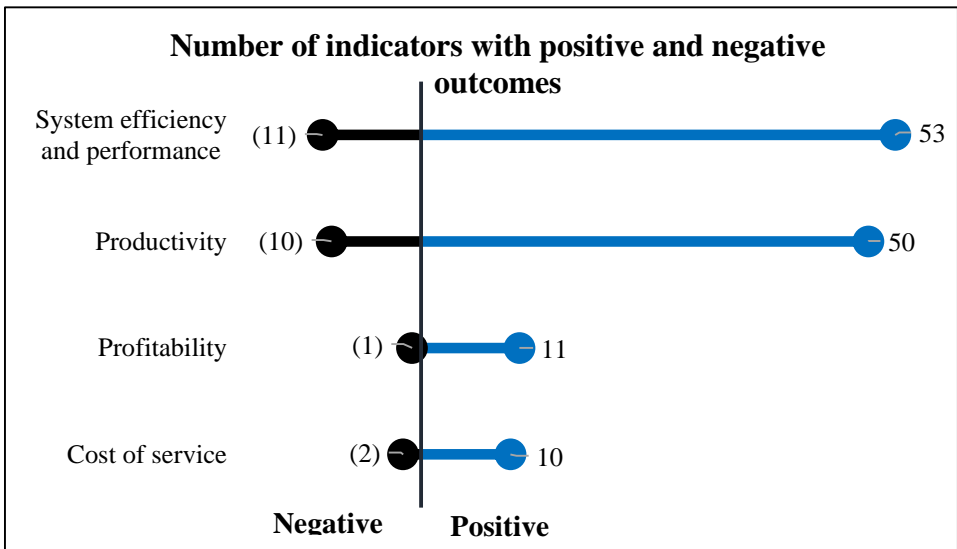 Number of indicators with positive and negative
outcomes
System efficiency
and performance
(11)
53
Productivity
(10)
50
Profitability
(1)
11
Cost of service
(2)
10
Negative
Positive